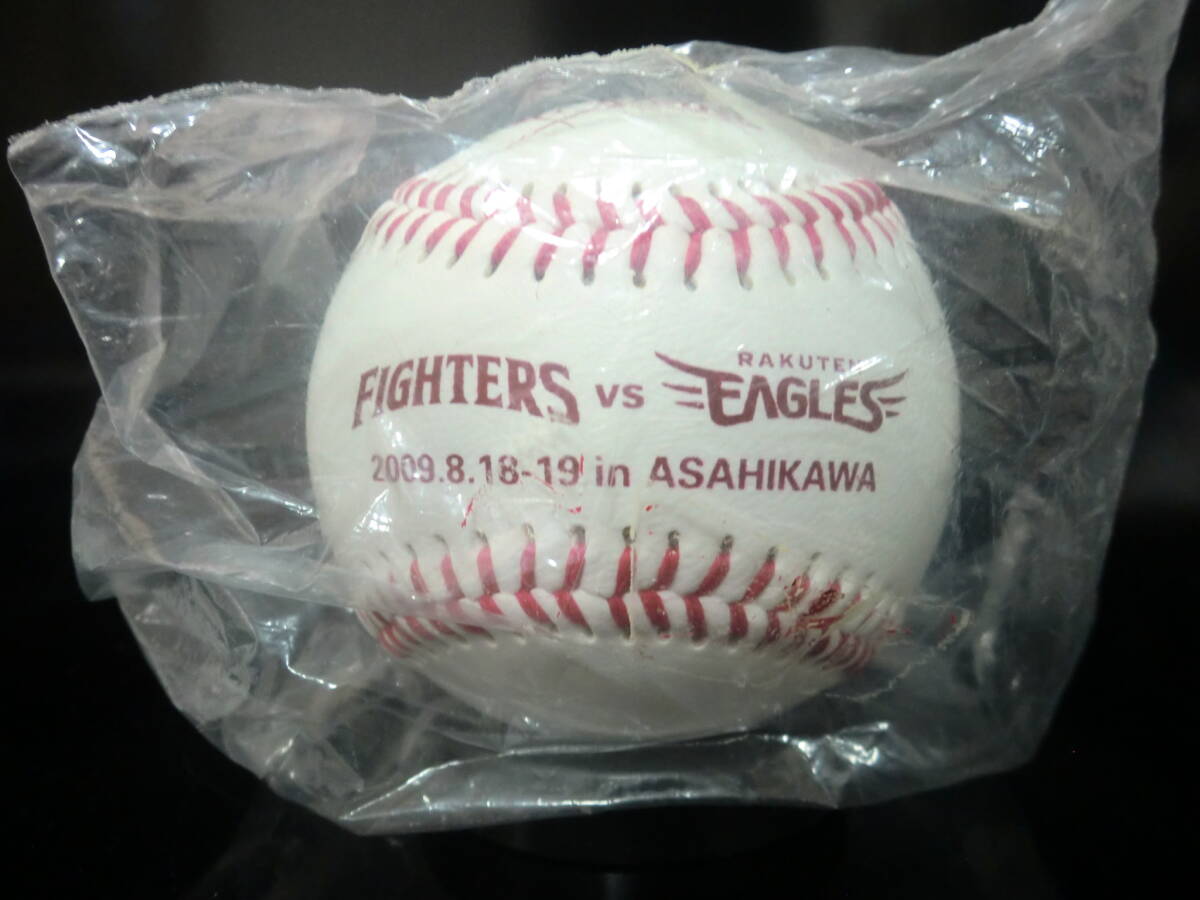 FIGHTERS vs RAKUTEN EAGLES
2009.8.18-19 in ASAHIKAWA